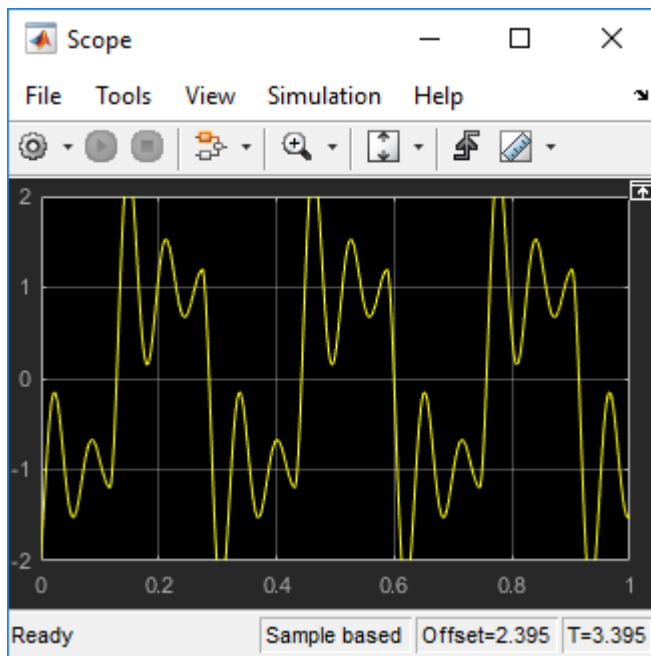 Scope
File Tools View Simulation Help
2
1
0
-1
-2
0 0.2 0.4 0.6 0.8 1
Ready Sample based Offset=2.395 T=3.395